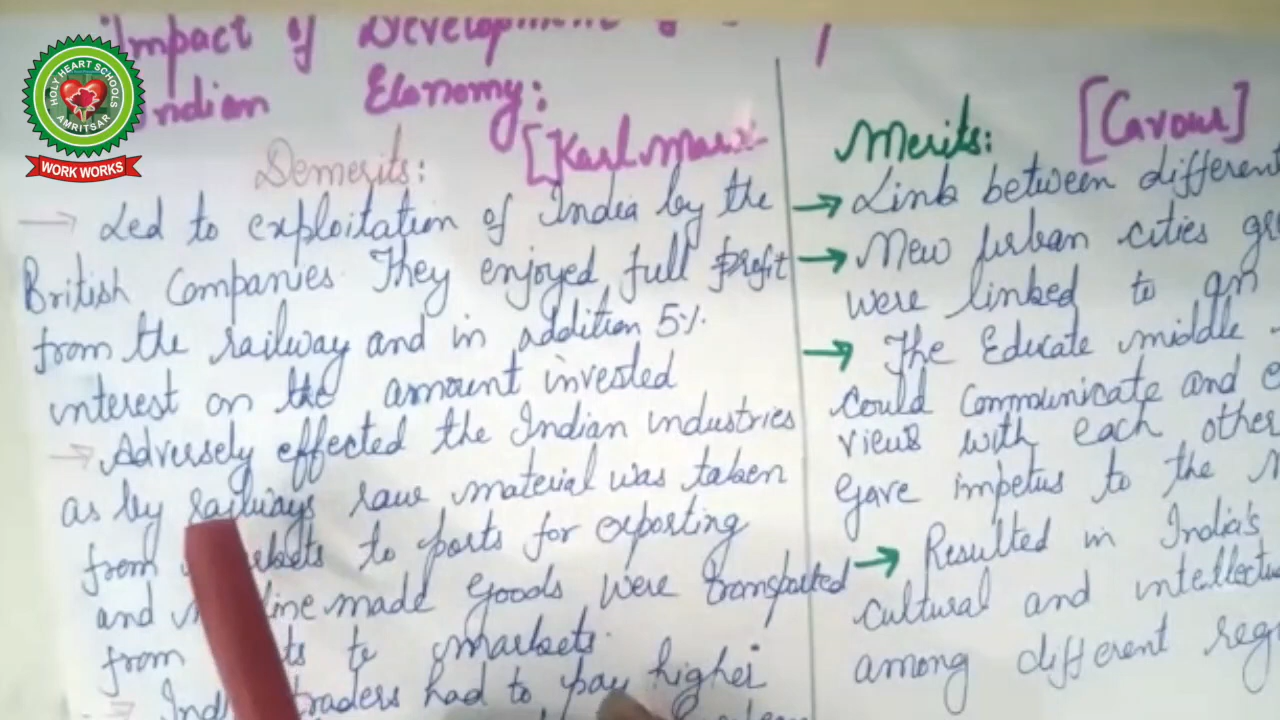 HOLY HEART SCHOOLS
AMRITSAR
WORK WORKS
Impact of Development of
Indian Economy:
Demerits: [Karl Marx
→ Led to exploitation of India by the
British Companies. They enjoyed full profit
from the railway and in addition 5%
interest on the amount invested
→ Adversely effected the Indian industries
as by railways raw material was taken
from to ports for exporting
and made goods were transported
from to markets.
→ traders had to pay higher
Merits: [Cavour]
→ Link between different
→ New Urban cities
were linked to an
→ The Educate middle
could communicate and
views with each other
gave impetus to the
→ Resulted in India's
cultural and
among different